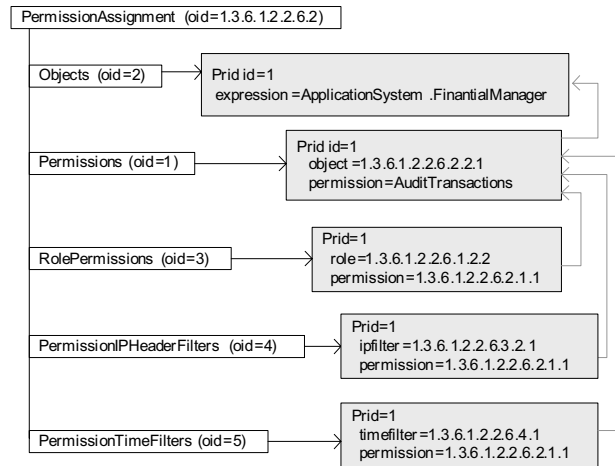 PermissionAssignment (oid=1.3.6.1.2.2.6.2)
Objects (oid=2)
Prid id=1
expression =ApplicationSystem .FinantialManager
Permissions (oid=1)
Prid id=1
object =1.3.6.1.2.2.6.2.2.1
permission=AuditTransactions
RolePermissions (oid=3)
Prid=1
role=1.3.6.1.2.2.6.1.2.2
permission=1.3.6.1.2.2.6.2.1.1
PermissionIPHeaderFilters (oid=4)
Prid=1
ipfilter=1.3.6.1.2.2.6.3.2.1
permission=1.3.6.1.2.2.6.2.1.1
PermissionTimeFilters (oid=5)
Prid=1
timefilter=1.3.6.1.2.2.6.4.1
permission=1.3.6.1.2.2.6.2.1.1